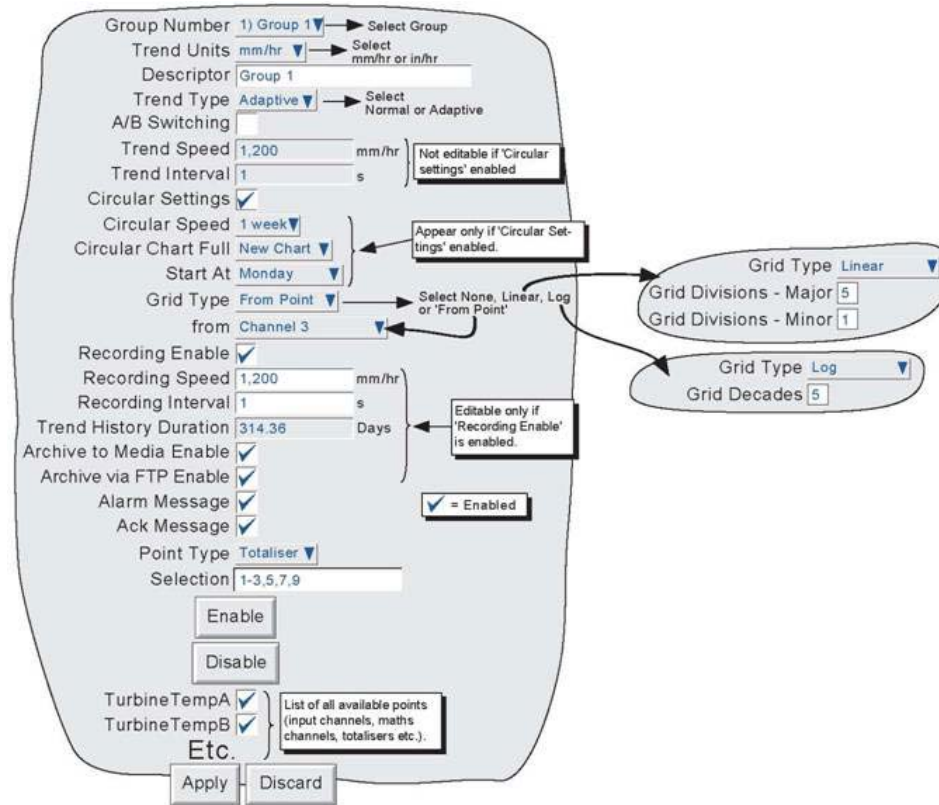 Group Number 1) Group 1 Select Group
Trend Units mm/hr Select
mm/hr or in/hr
Descriptor Group 1
Trend Type Adaptive Select
Normal or Adaptive
A/B Switching
Trend Speed 1,200 mm/hr
Trend Interval 1 s
Not editable if 'Circular
settings' enabled
Circular Settings
Circular Speed 1 week
Circular Chart Full New Chart
Start At Monday
Appear only if 'Circular Set-
tings' enabled.
Grid Type From Point
Select None, Linear, Log
or 'From Point'
from Channel 3
Grid Type Linear
Grid Divisions - Major 5
Grid Divisions - Minor 1
Grid Type Log
Grid Decades 5
Recording Enable
Recording Speed 1,200 mm/hr
Recording Interval 1 s
Trend History Duration 314.36 Days
Archive to Media Enable
Archive via FTP Enable
Editable only if
'Recording Enable'
is enabled.
Alarm Message
Ack Message
= Enabled
Point Type Totaliser
Selection 1-3,5,7,9
Enable
Disable
TurbineTempA
TurbineTempB
Etc.
List of all available points
(input channels, maths
channels, totalisers etc.).
Apply Discard